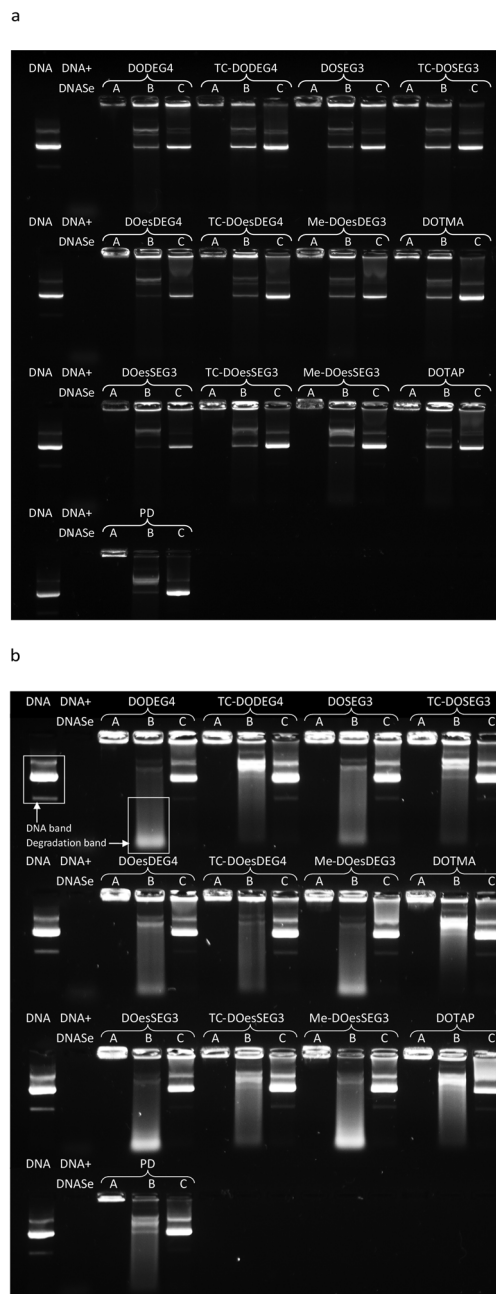 a
DNA DNA+ DODEG4 TC-DODEG4 DOSEG3 TC-DOSEG3
DNASe A B C A B C A B C A B C
DNA DNA+ DOesDEG4 TC-DOesDEG4 Me-DOesDEG3 DOTMA
DNASe A B C A B C A B C A B C
DNA DNA+ DOesSEG3 TC-DOesSEG3 Me-DOesSEG3 DOTAP
DNASe A B C A B C A B C A B C
DNA DNA+ PD
DNASe A B C
b
DNA DNA+ DODEG4 TC-DODEG4 DOSEG3 TC-DOSEG3
DNASe A B C A B C A B C A B C
DNA band
Degradation band
DNA DNA+ DOesDEG4 TC-DOesDEG4 Me-DOesDEG3 DOTMA
DNASe A B C A B C A B C A B C
DNA DNA+ DOesSEG3 TC-DOesSEG3 Me-DOesSEG3 DOTAP
DNASe A B C A B C A B C A B C
DNA DNA+ PD
DNASe A B C